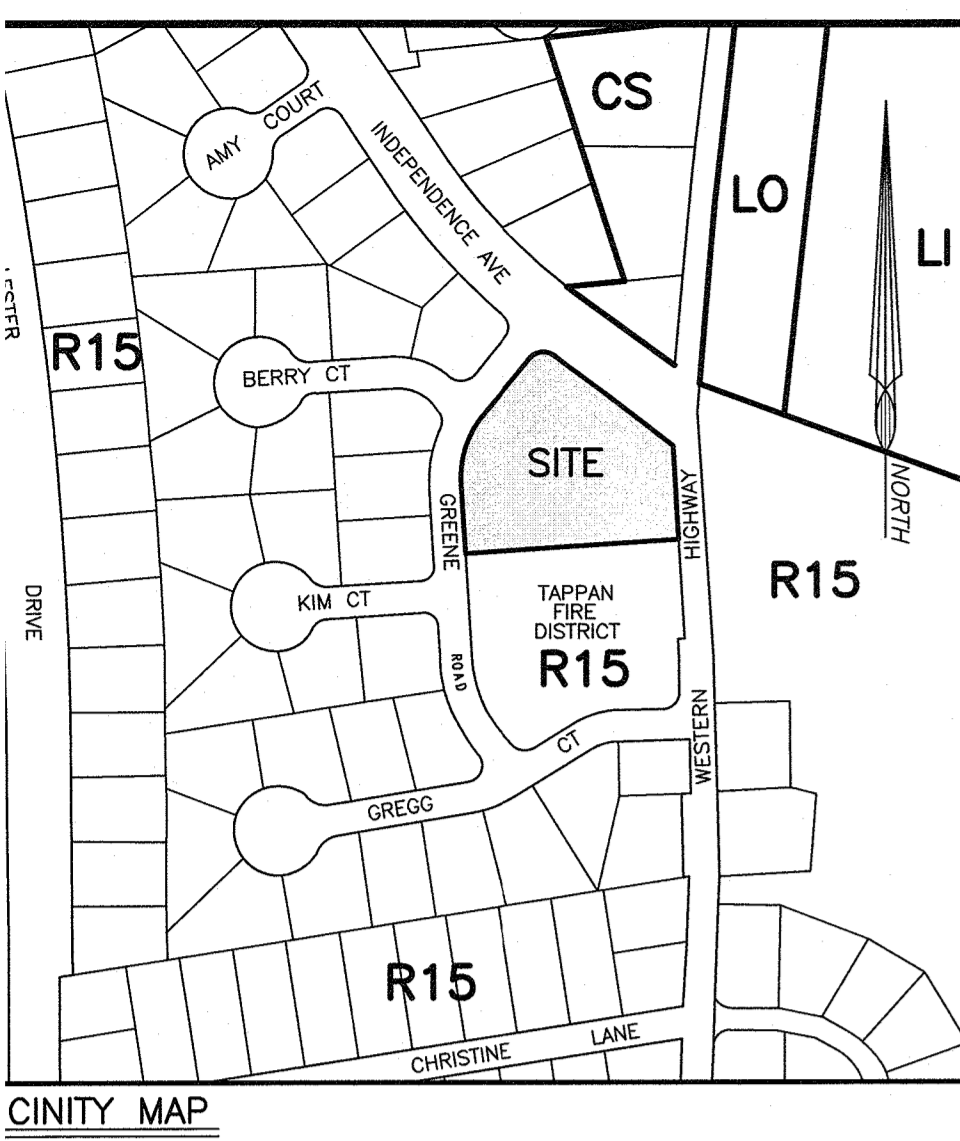 CS
AMY COURT
INDEPENDENCE AVE
LO
LI
R15
BERRY CT
SITE
GREENE
HIGHWAY
NORTH
KIM CT
TAPPAN
FIRE
DISTRICT
R15
R15
DRIVE
ROAD
WESTERN
CT
GREGG
R15
CHRISTINE LANE
CINITY MAP